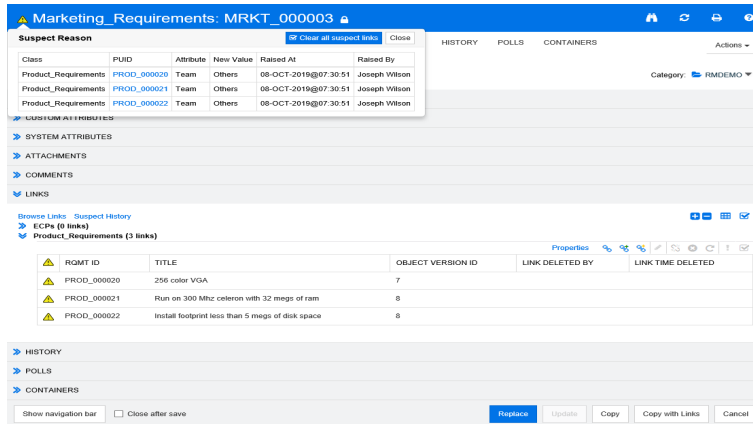 Marketing_Requirements: MRKT_000003
Suspect Reason
Clear all suspect links Close
HISTORY POLLS CONTAINERS
Actions
Class PUID Attribute New Value Raised At Raised By
Product_Requirements PROD_000020 Team Others 08-OCT-2019@07:30:51 Joseph Wilson
Product_Requirements PROD_000021 Team Others 08-OCT-2019@07:30:51 Joseph Wilson
Product_Requirements PROD_000022 Team Others 08-OCT-2019@07:30:51 Joseph Wilson
Category: RMDEMO
CUSTOM ATTRIBUTES
SYSTEM ATTRIBUTES
ATTACHMENTS
COMMENTS
LINKS
Browse Links Suspect History
ECPs (0 links)
Product_Requirements (3 links)
Properties
RQMT ID TITLE OBJECT VERSION ID LINK DELETED BY LINK TIME DELETED
PROD_000020 256 color VGA 7
PROD_000021 Run on 300 Mhz celeron with 32 megs of ram 8
PROD_000022 Install footprint less than 5 megs of disk space 8
HISTORY
POLLS
CONTAINERS
Show navigation bar Close after save Replace Update Copy Copy with Links Cancel